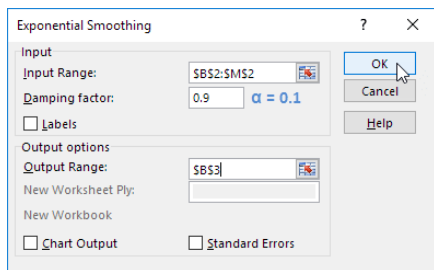 Exponential Smoothing ? ×
Input
Input Range: $B$2:$M$2 OK
Damping factor: 0.9 α = 0.1 Cancel
Labels Help
Output options
Output Range: $B$3
New Worksheet Ply:
New Workbook
Chart Output Standard Errors